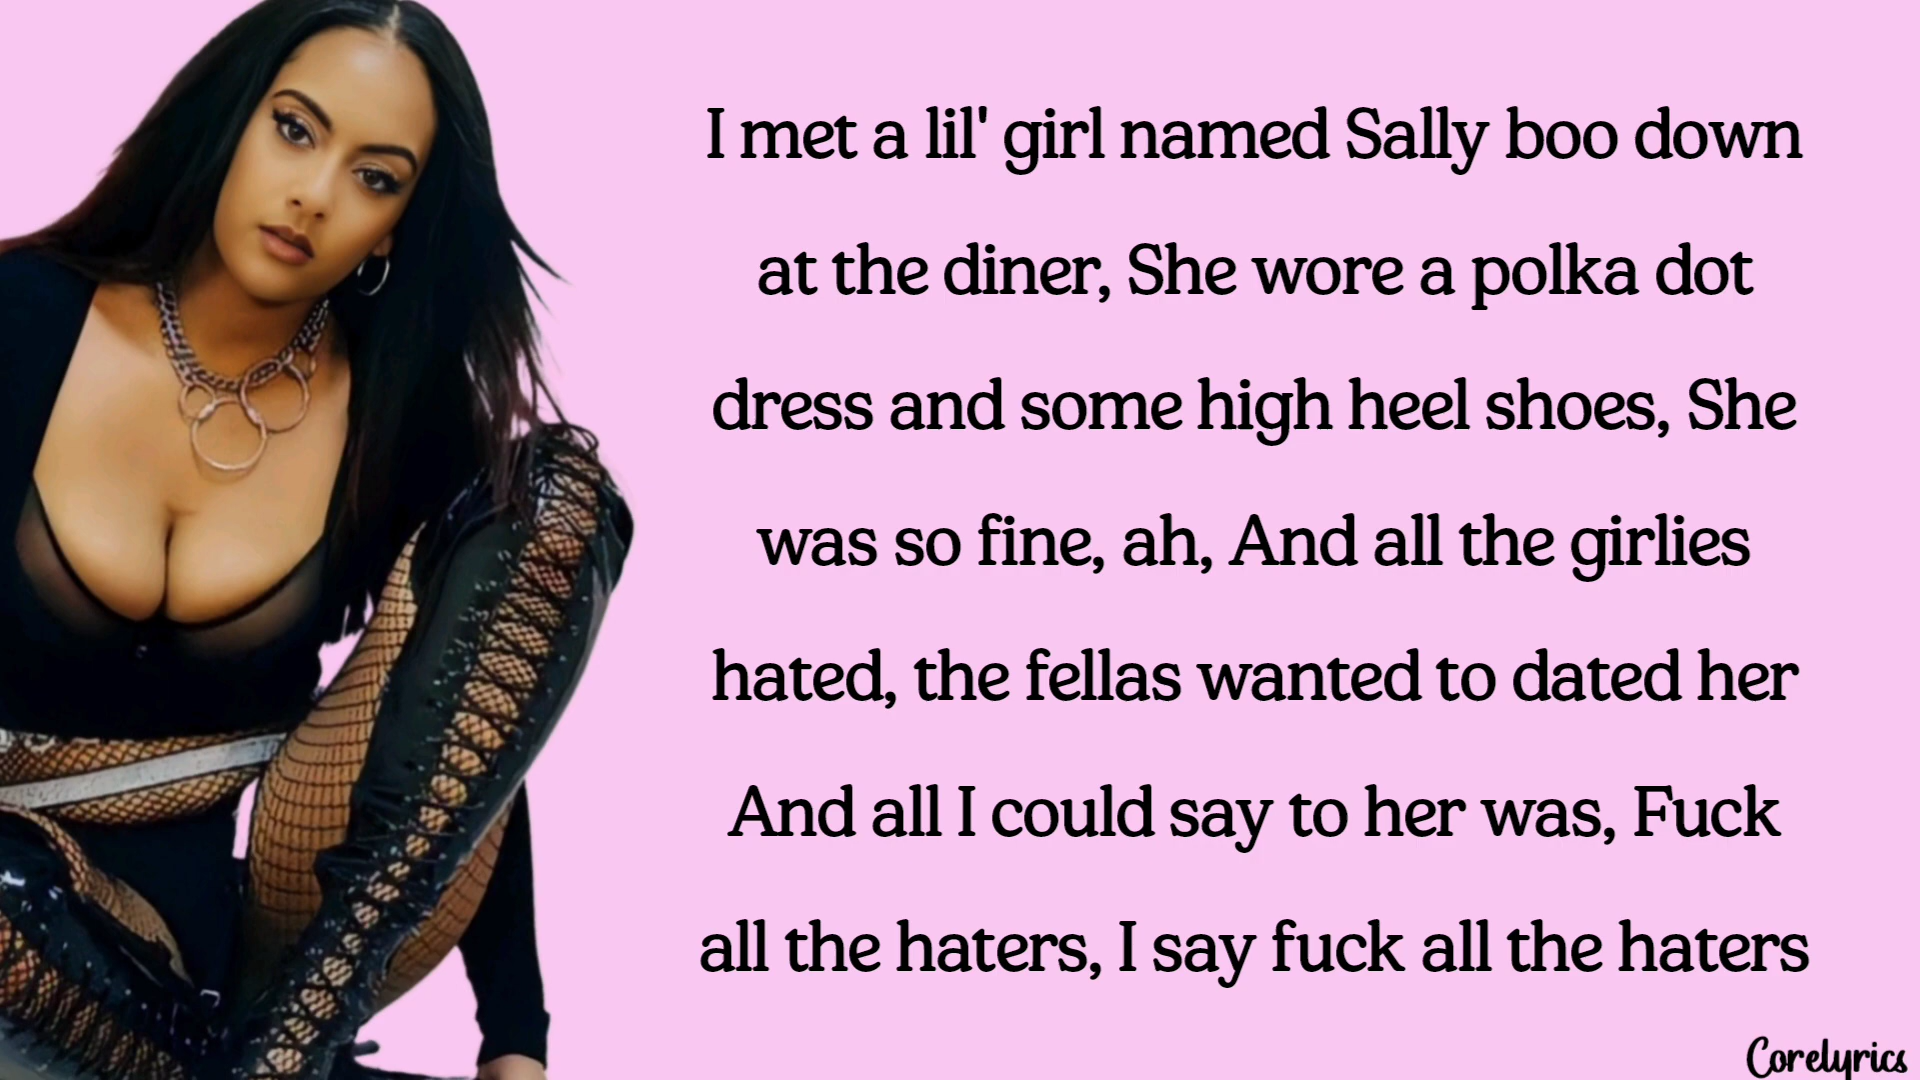 I met a lil' girl named Sally boo down
at the diner, She wore a polka dot
dress and some high heel shoes, She
was so fine, ah, And all the girlies
hated, the fellas wanted to dated her
And all I could say to her was, Fuck
all the haters, I say fuck all the haters
Corelyrics